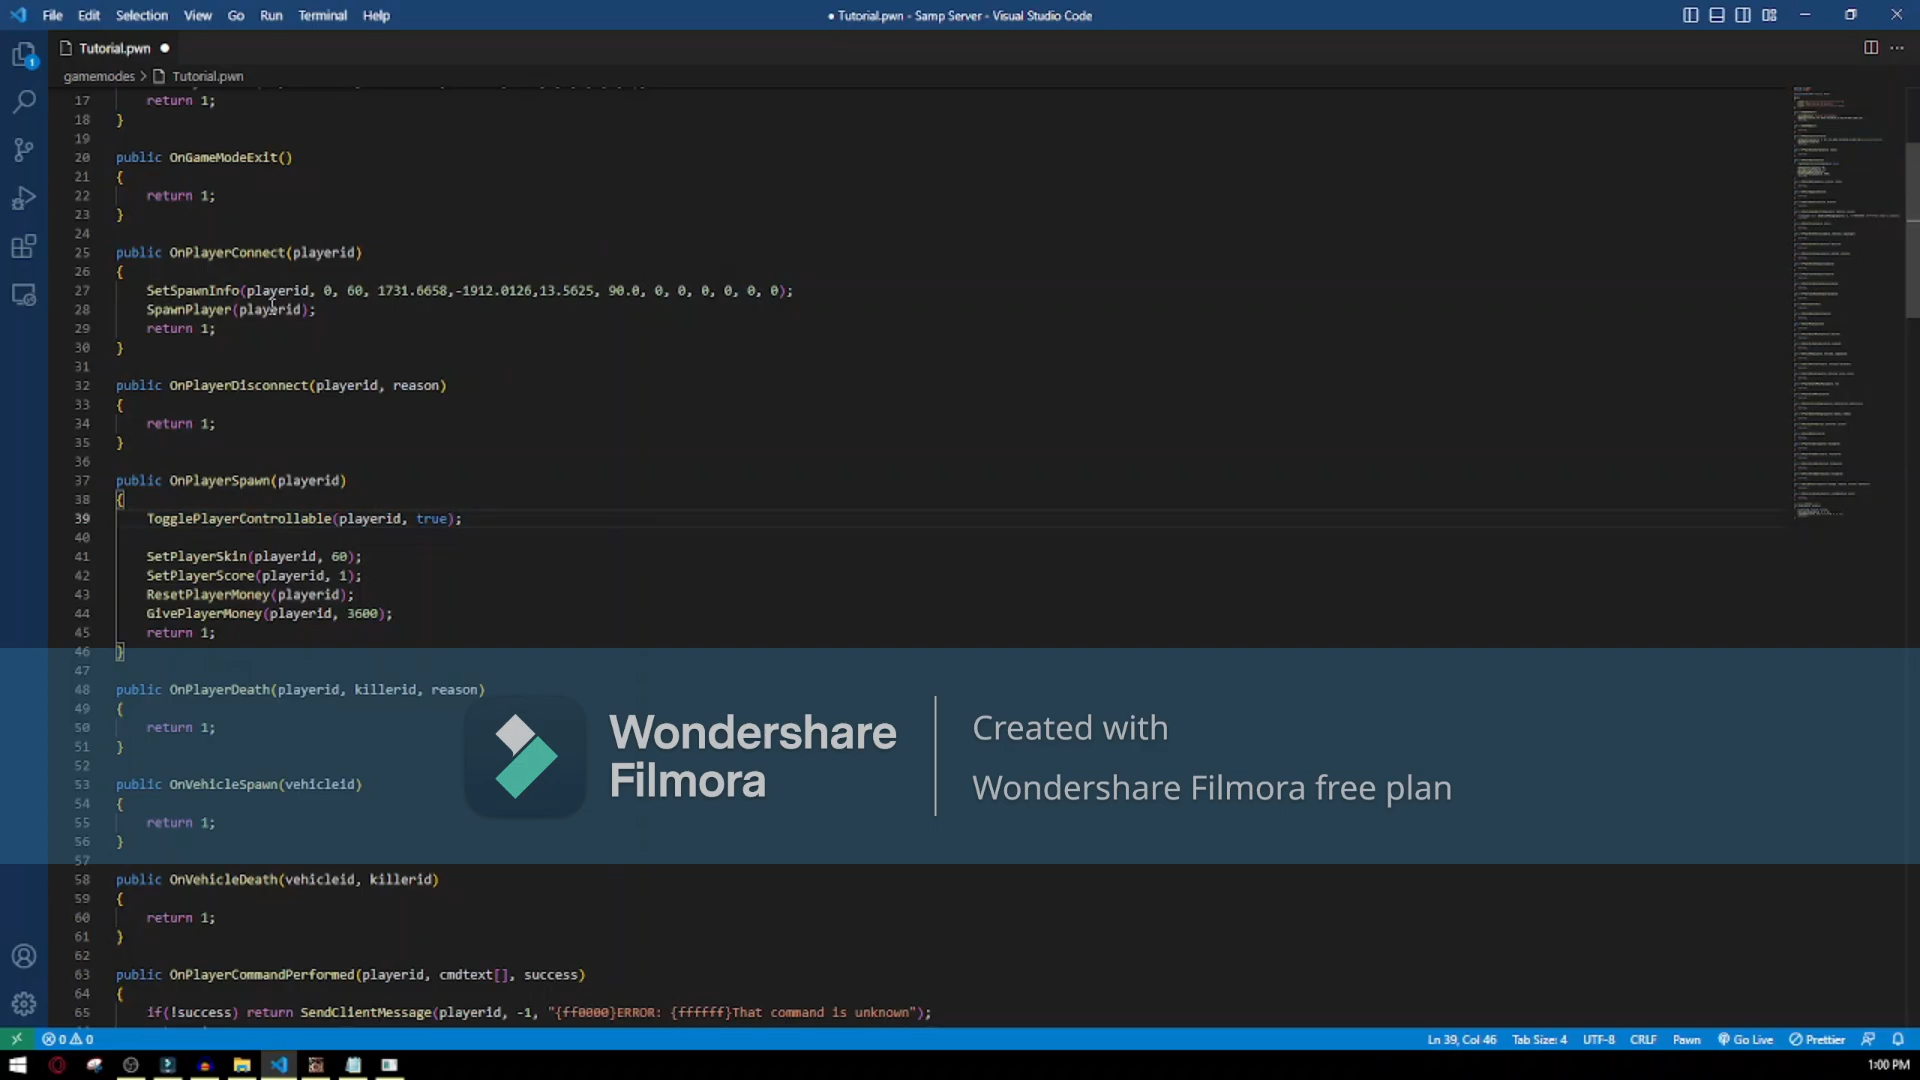 File Edit Selection View Go Run Terminal Help
● Tutorial.pwn - Samp Server - Visual Studio Code
Tutorial.pwn ●
gamemodes > Tutorial.pwn
17 return 1;
18 }
19
20 public OnGameModeExit()
21 {
22 return 1;
23 }
24
25 public OnPlayerConnect(playerid)
26 {
27 SetSpawnInfo(playerid, 0, 60, 1731.6658,-1912.0126,13.5625, 90.0, 0, 0, 0, 0, 0, 0);
28 SpawnPlayer(playerid);
29 return 1;
30 }
31
32 public OnPlayerDisconnect(playerid, reason)
33 {
34 return 1;
35 }
36
37 public OnPlayerSpawn(playerid)
38 {
39 TogglePlayerControllable(playerid, true);
40
41 SetPlayerSkin(playerid, 60);
42 SetPlayerScore(playerid, 1);
43 ResetPlayerMoney(playerid);
44 GivePlayerMoney(playerid, 3600);
45 return 1;
46 }
47
48 public OnPlayerDeath(playerid, killerid, reason)
49 {
50 return 1;
51 }
52
53 public OnVehicleSpawn(vehicleid)
54 {
55 return 1;
56 }
57
58 public OnVehicleDeath(vehicleid, killerid)
59 {
60 return 1;
61 }
62
63 public OnPlayerCommandPerformed(playerid, cmdtext[], success)
64 {
65 if(!success) return SendClientMessage(playerid, -1, "{ff0000}ERROR: {ffffff}That command is unknown");
Wondershare
Filmora
Created with
Wondershare Filmora free plan
0 0 Ln 39, Col 46 Tab Size: 4 UTF-8 CRLF Pawn Go Live Prettier
1:00 PM